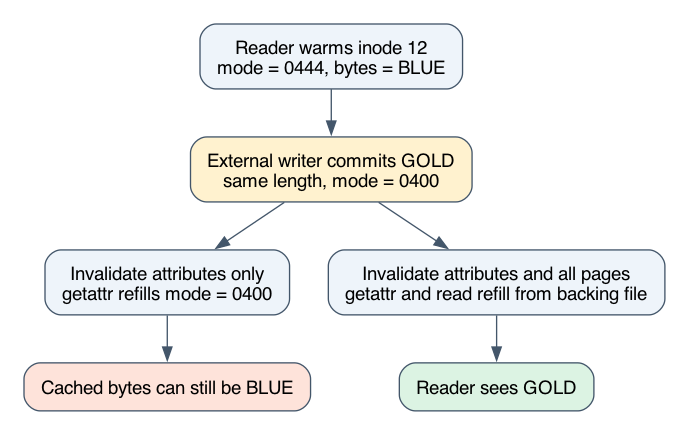 Reader warms inode 12
mode = 0444, bytes = BLUE
External writer commits GOLD
same length, mode = 0400
Invalidate attributes only
getattr refills mode = 0400
Invalidate attributes and all pages
getattr and read refill from backing file
Cached bytes can still be BLUE
Reader sees GOLD